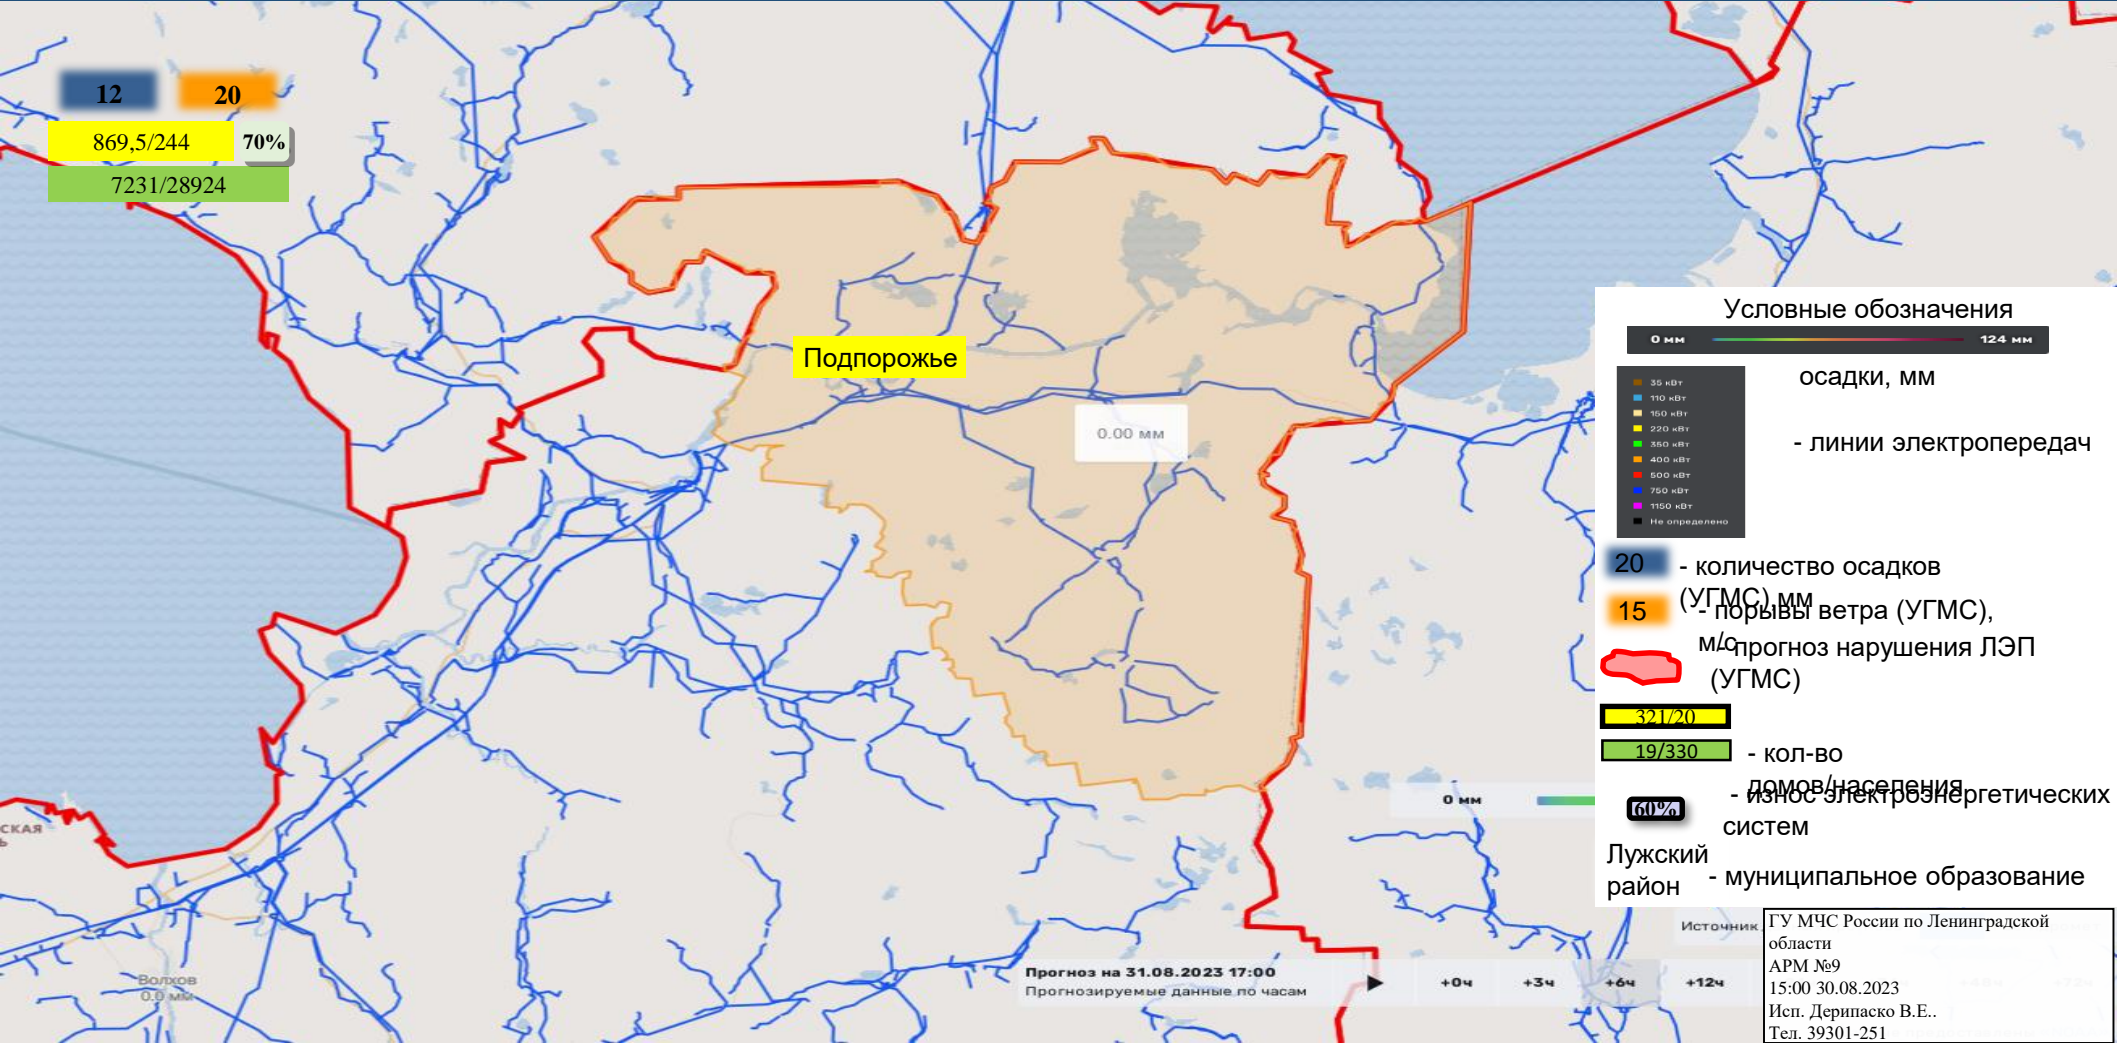 12
20
869,5/244
70%
7231/28924
Подпорожье
0.00 мм
Условные обозначения
0 мм
124 мм
осадки, мм
35 кВт
110 кВт
150 кВт
220 кВт
350 кВт
400 кВт
500 кВт
750 кВт
1150 кВт
Не определено
- линии электропередач
20
- количество осадков
(УГМС),мм
15
- порывы ветра (УГМС),
м/с
- прогноз нарушения ЛЭП
(УГМС)
321/20
19/330
- кол-во
домов/населения
60%
- износ электроэнергетических
систем
Лужский
район
- муниципальное образование
0 мм
СКАЯ
Ь
Волхов
0.0 мм
Прогноз на 31.08.2023 17:00
Прогнозируемые данные по часам
+0ч
+3ч
+6ч
+12ч
Источник
ГУ МЧС России по Ленинградской
области
АРМ №9
15:00 30.08.2023
Исп. Дерипаско В.Е..
Тел. 39301-251